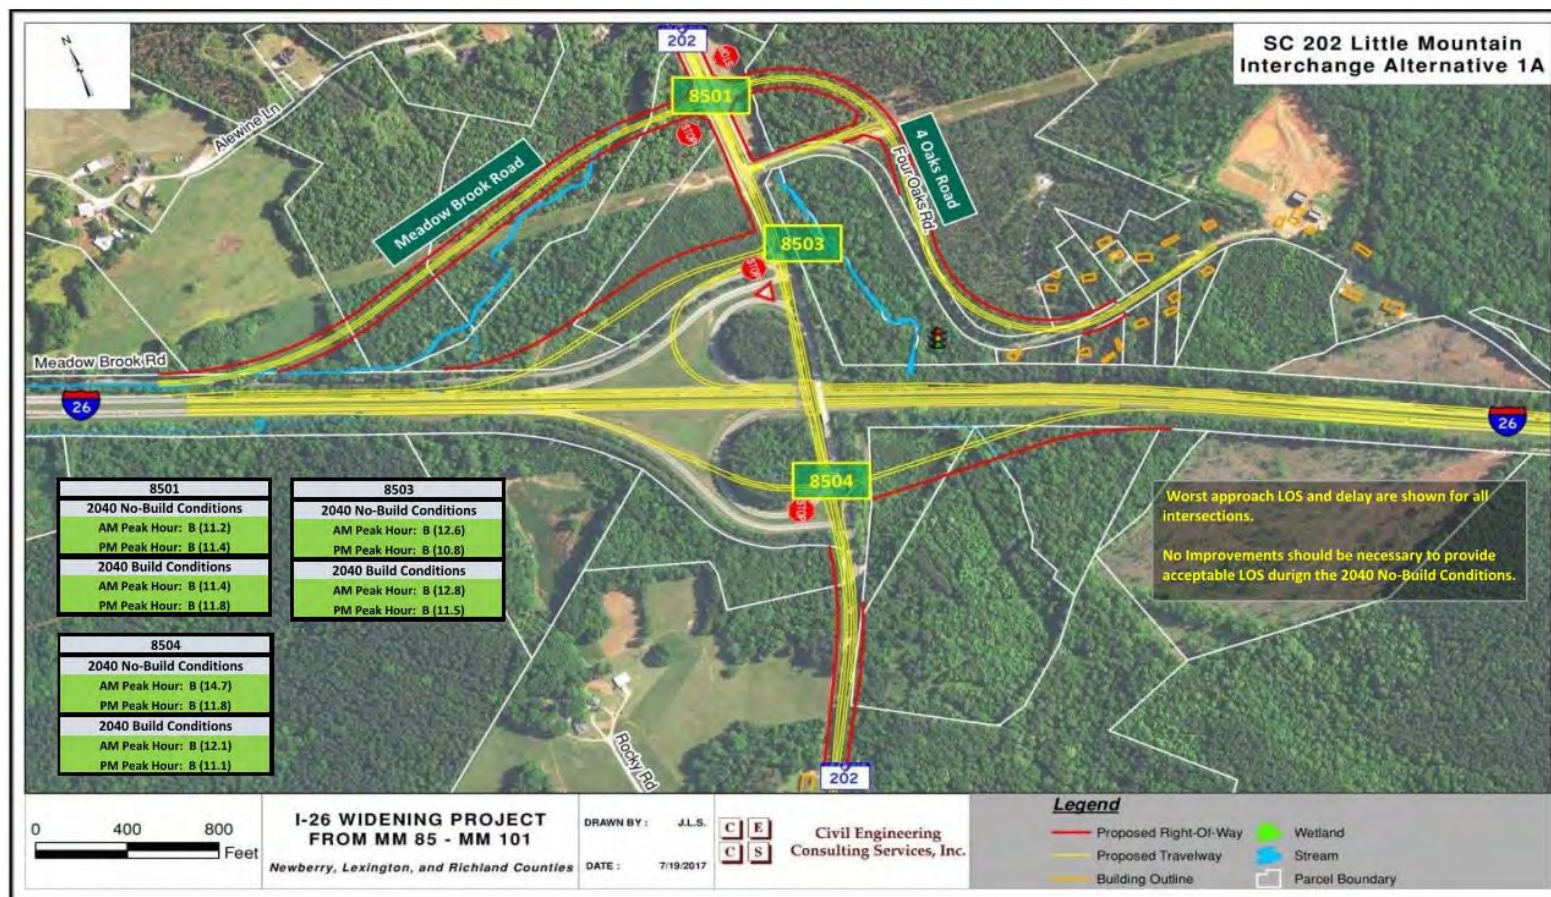 SC 202 Little Mountain
Interchange Alternative 1A
N
202
STOP
8501
STOP
Alewine Ln
Meadow Brook Road
4 Oaks Road
Four Oaks Rd.
8503
STOP
Meadow Brook Rd
26
26
8504
STOP
8501
2040 No-Build Conditions
AM Peak Hour: B (11.2)
PM Peak Hour: B (11.4)
2040 Build Conditions
AM Peak Hour: B (11.4)
PM Peak Hour: B (11.8)
8503
2040 No-Build Conditions
AM Peak Hour: B (12.6)
PM Peak Hour: B (10.8)
2040 Build Conditions
AM Peak Hour: B (12.8)
PM Peak Hour: B (11.5)
8504
2040 No-Build Conditions
AM Peak Hour: B (14.7)
PM Peak Hour: B (11.8)
2040 Build Conditions
AM Peak Hour: B (12.1)
PM Peak Hour: B (11.1)
Worst approach LOS and delay are shown for all
intersections.
No Improvements should be necessary to provide
acceptable LOS durign the 2040 No-Build Conditions.
Rocky Rd
202
0 400 800
Feet
I-26 WIDENING PROJECT
FROM MM 85 - MM 101
Newberry, Lexington, and Richland Counties
DRAWN BY : J.L.S.
DATE : 7/19/2017
C E
C S
Civil Engineering
Consulting Services, Inc.
Legend
Proposed Right-Of-Way
Proposed Travelway
Building Outline
Wetland
Stream
Parcel Boundary